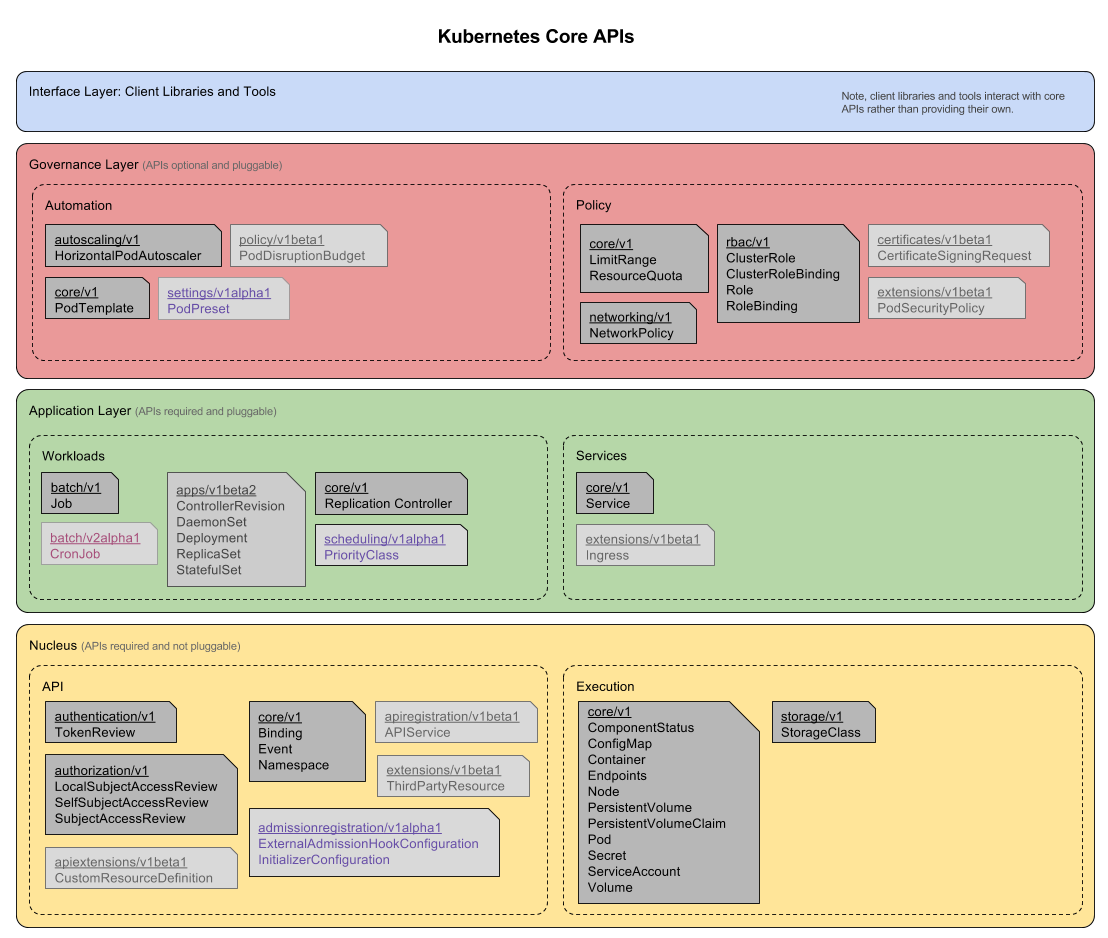 Kubernetes Core APIs
Interface Layer: Client Libraries and Tools
Note, client libraries and tools interact with core
APIs rather than providing their own.
Governance Layer (APIs optional and pluggable)
Automation
autoscaling/v1
HorizontalPodAutoscaler
policy/v1beta1
PodDisruptionBudget
core/v1
PodTemplate
settings/v1alpha1
PodPreset
Policy
core/v1
LimitRange
ResourceQuota
networking/v1
NetworkPolicy
rbac/v1
ClusterRole
ClusterRoleBinding
Role
RoleBinding
certificates/v1beta1
CertificateSigningRequest
extensions/v1beta1
PodSecurityPolicy
Application Layer (APIs required and pluggable)
Workloads
batch/v1
Job
batch/v2alpha1
CronJob
apps/v1beta2
ControllerRevision
DaemonSet
Deployment
ReplicaSet
StatefulSet
core/v1
Replication Controller
scheduling/v1alpha1
PriorityClass
Services
core/v1
Service
extensions/v1beta1
Ingress
Nucleus (APIs required and not pluggable)
API
authentication/v1
TokenReview
authorization/v1
LocalSubjectAccessReview
SelfSubjectAccessReview
SubjectAccessReview
apiextensions/v1beta1
CustomResourceDefinition
core/v1
Binding
Event
Namespace
apiregistration/v1beta1
APIService
extensions/v1beta1
ThirdPartyResource
admissionregistration/v1alpha1
ExternalAdmissionHookConfiguration
InitializerConfiguration
Execution
core/v1
ComponentStatus
ConfigMap
Container
Endpoints
Node
PersistentVolume
PersistentVolumeClaim
Pod
Secret
ServiceAccount
Volume
storage/v1
StorageClass